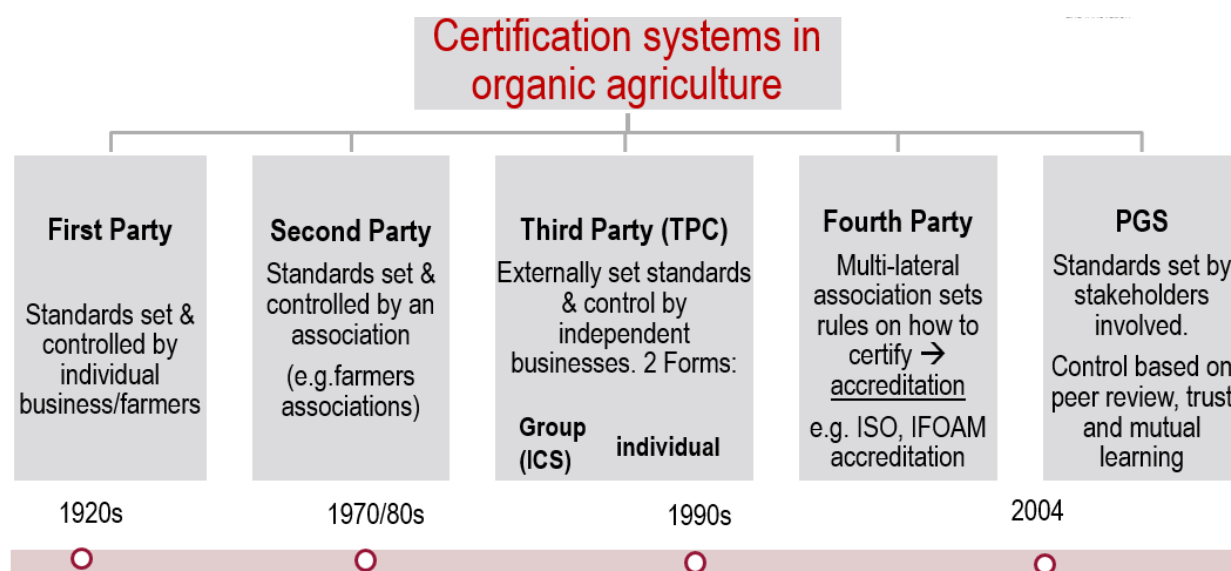 Certification systems in
organic agriculture
First Party
Standards set &
controlled by
individual
business/farmers
Second Party
Standards set &
controlled by an
association
(e.g.farmers
associations)
Third Party (TPC)
Externally set standards
& control by
independent
businesses. 2 Forms:
Group
(ICS)
individual
Fourth Party
Multi-lateral
association sets
rules on how to
certify →
accreditation
e.g. ISO, IFOAM
accreditation
PGS
Standards set by
stakeholders
involved.
Control based on
peer review, trust
and mutual
learning
1920s
1970/80s
1990s
2004